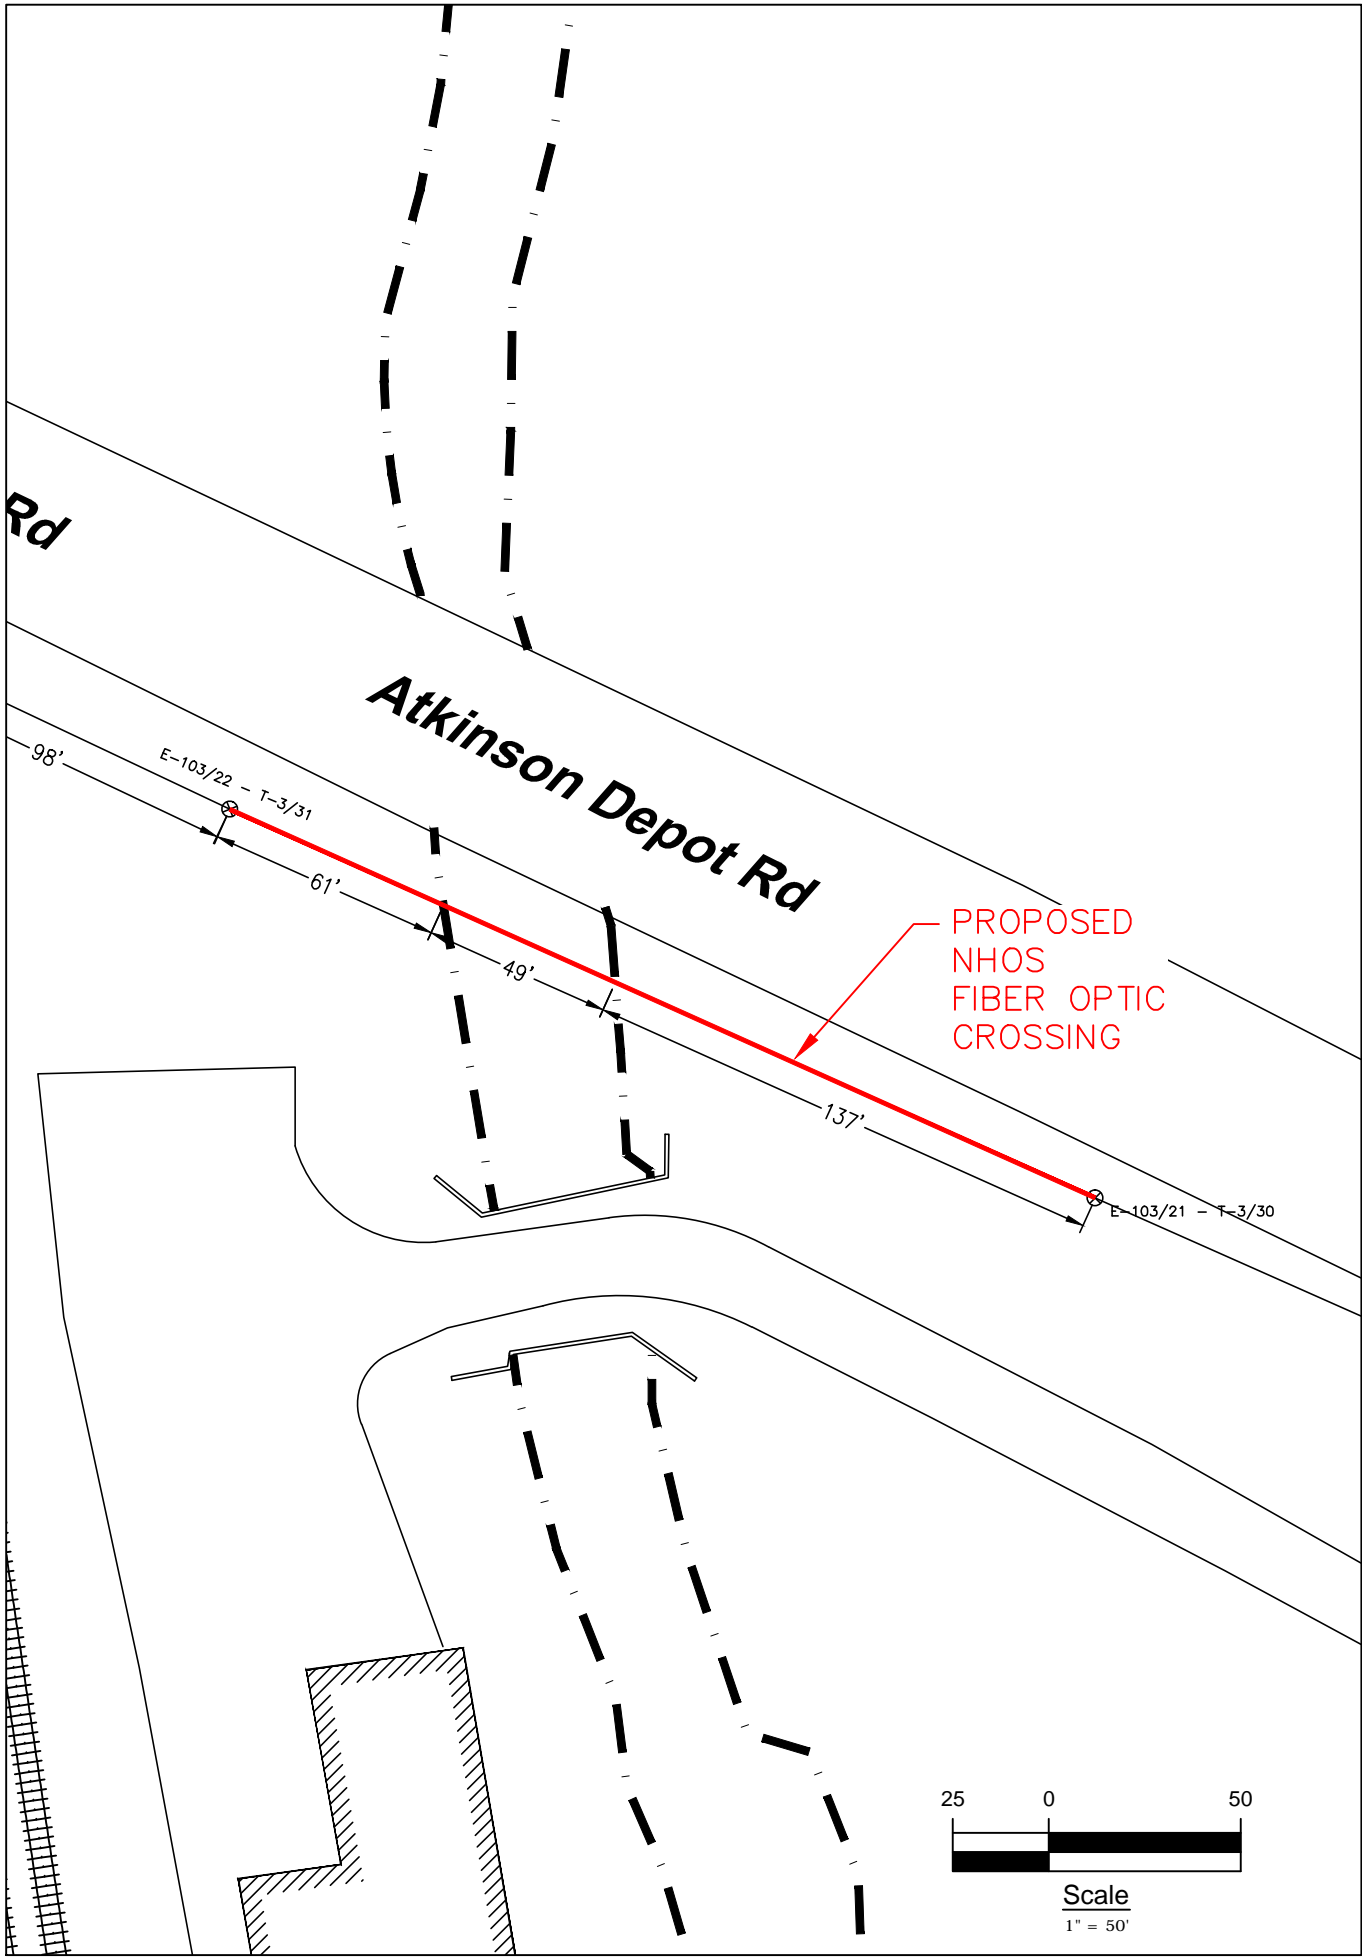 Rd
Atkinson Depot Rd
98'
E-103/22 - T-3/31
61'
49'
PROPOSED
NHOS
FIBER OPTIC
CROSSING
137'
E-103/21 - T-3/30
25 0 50
Scale
1" = 50'